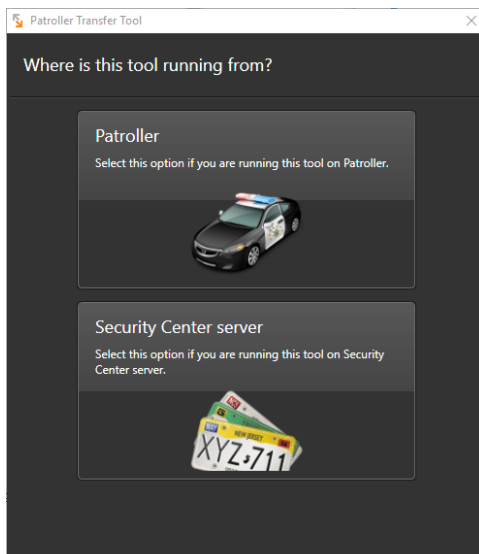 Patroller Transfer Tool
Where is this tool running from?
Patroller
Select this option if you are running this tool on Patroller.
Security Center server
Select this option if you are running this tool on Security
Center server.
NEW JERSEY
XYZ 711